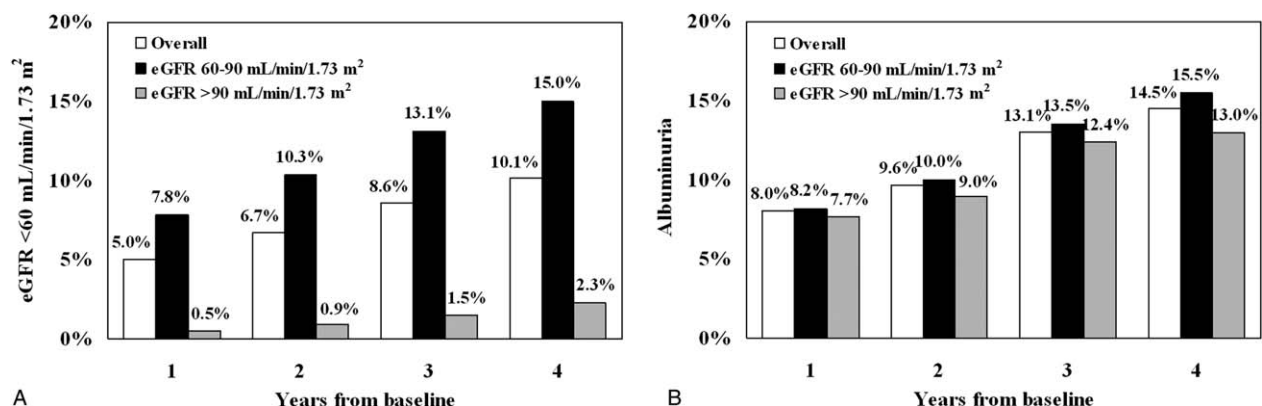 20%
15%
10%
5%
0%
eGFR <60 mL/min/1.73 m²
Overall
eGFR 60-90 mL/min/1.73 m²
eGFR >90 mL/min/1.73 m²
5.0%
7.8%
0.5%
6.7%
10.3%
0.9%
8.6%
13.1%
1.5%
10.1%
15.0%
2.3%
1 2 3 4
Years from baseline
A
20%
15%
10%
5%
0%
Albuminuria
Overall
eGFR 60-90 mL/min/1.73 m²
eGFR >90 mL/min/1.73 m²
8.0%
8.2%
7.7%
9.6%
10.0%
9.0%
13.1%
13.5%
12.4%
14.5%
15.5%
13.0%
1 2 3 4
Years from baseline
B